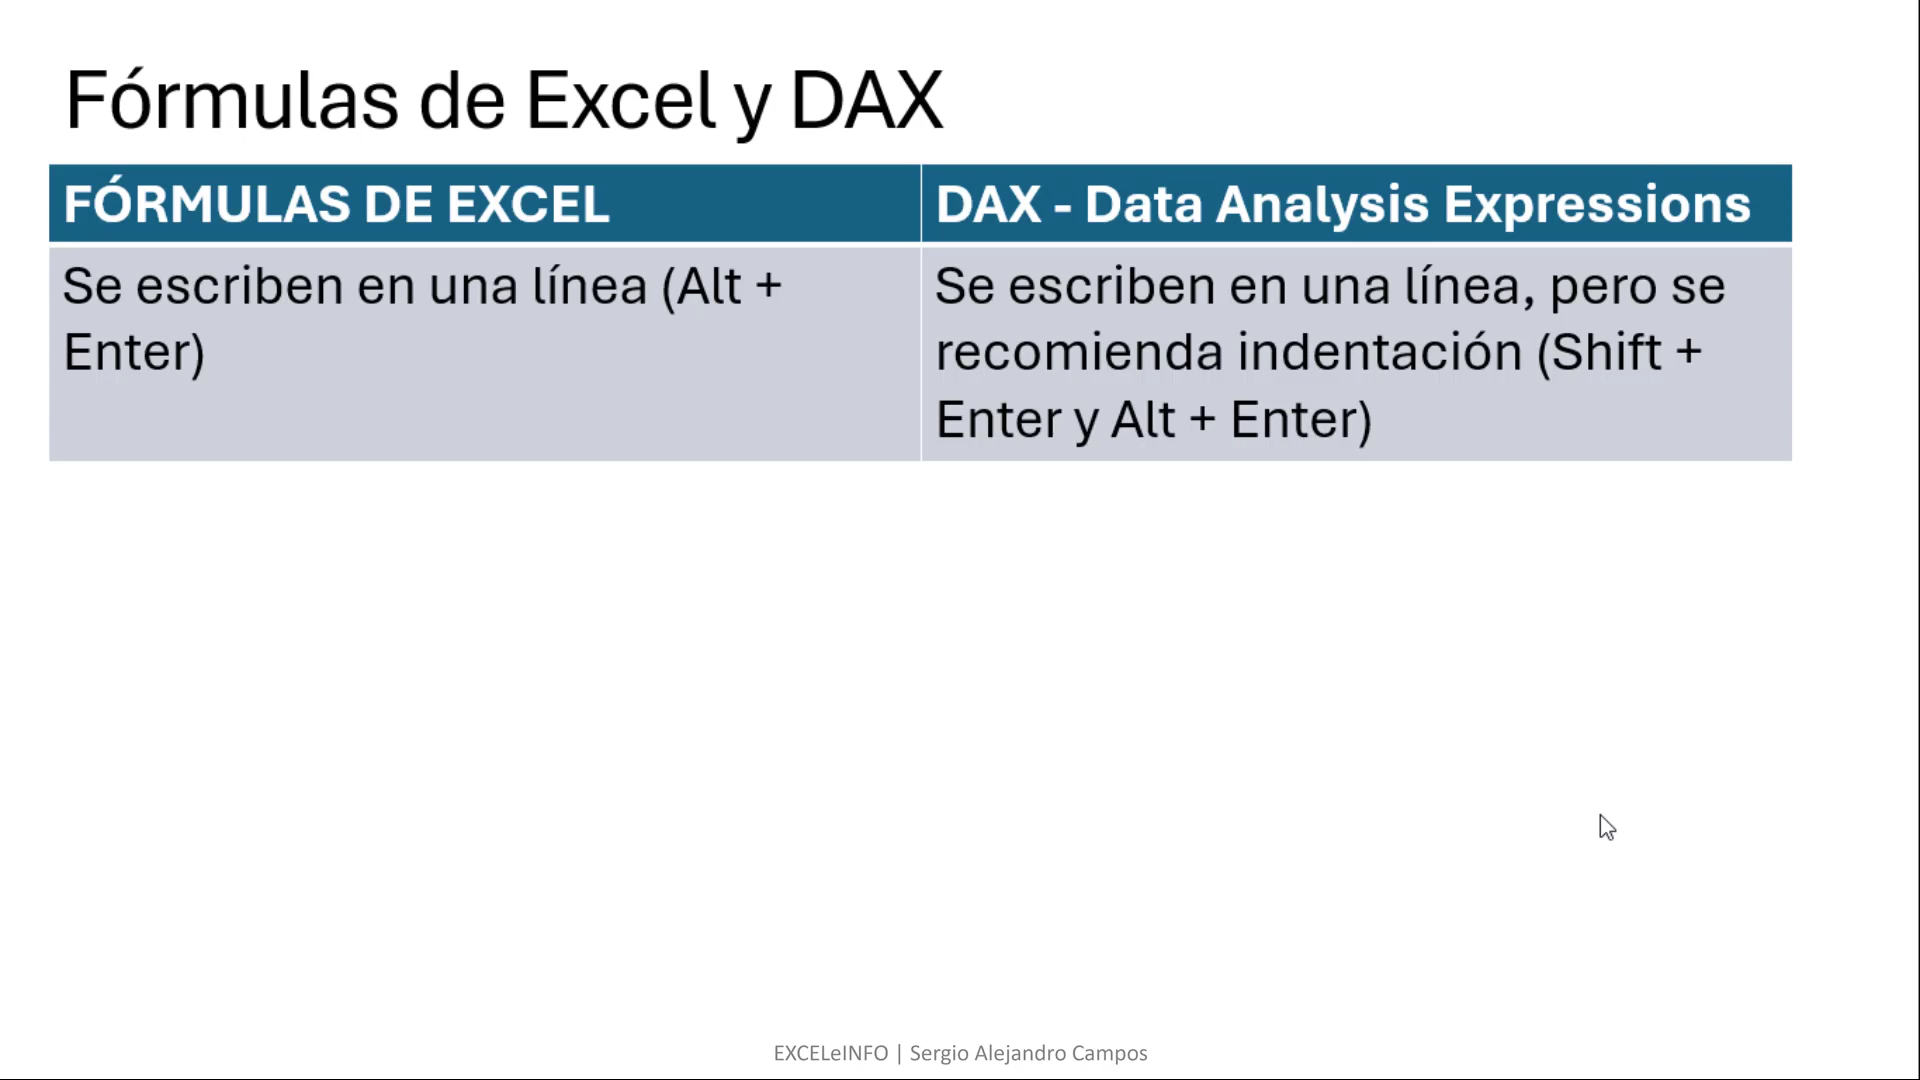 Fórmulas de Excel y DAX
FÓRMULAS DE EXCEL
DAX - Data Analysis Expressions
Se escriben en una línea (Alt +
Enter)
Se escriben en una línea, pero se
recomienda indentación (Shift +
Enter y Alt + Enter)
EXCELeINFO | Sergio Alejandro Campos